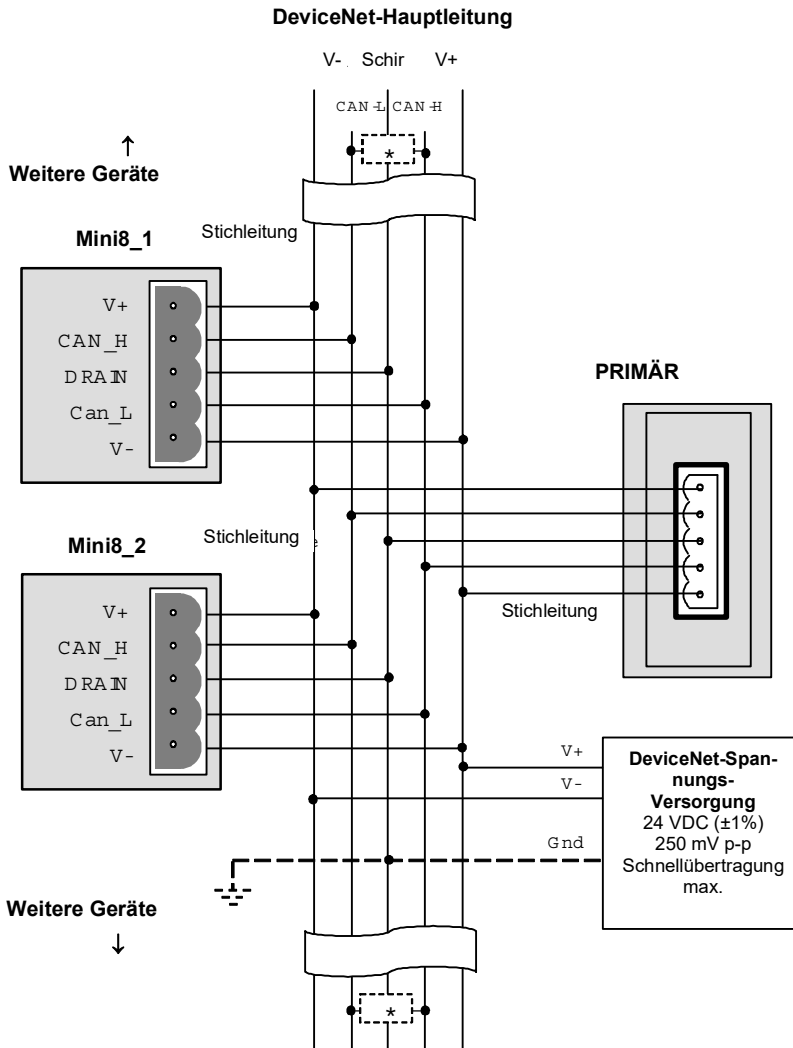 DeviceNet-Hauptleitung
V- Schir V+
CAN-L CAN-H
*
↑
Weitere Geräte
Mini8_1
Stichleitung
V+
CAN_H
DRAIN
Can_L
V-
PRIMÄR
Mini8_2
Stichleitung e
Stichleitung
V+
CAN_H
DRAIN
Can_L
V-
V+
V-
Gnd
DeviceNet-Span-
nungs-
Versorgung
24 VDC (±1%)
250 mV p-p
Schnellübertragung
max.
Weitere Geräte
↓
*